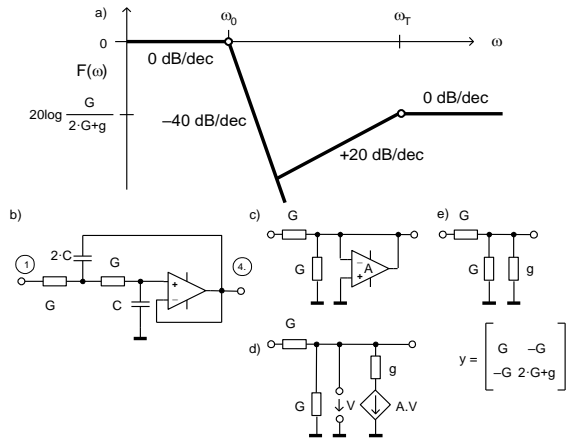 a)
ω0
ωT
0
ω
0 dB/dec
F(ω)
0 dB/dec
20log G
2·G+g
–40 dB/dec
+20 dB/dec
b)
c)
G
e)
G
2·C
1
G
4.
G
A
G
g
+
–
–
+
G
C
G
d)
g
G
V
A.V
y =
G –G
–G 2·G+g